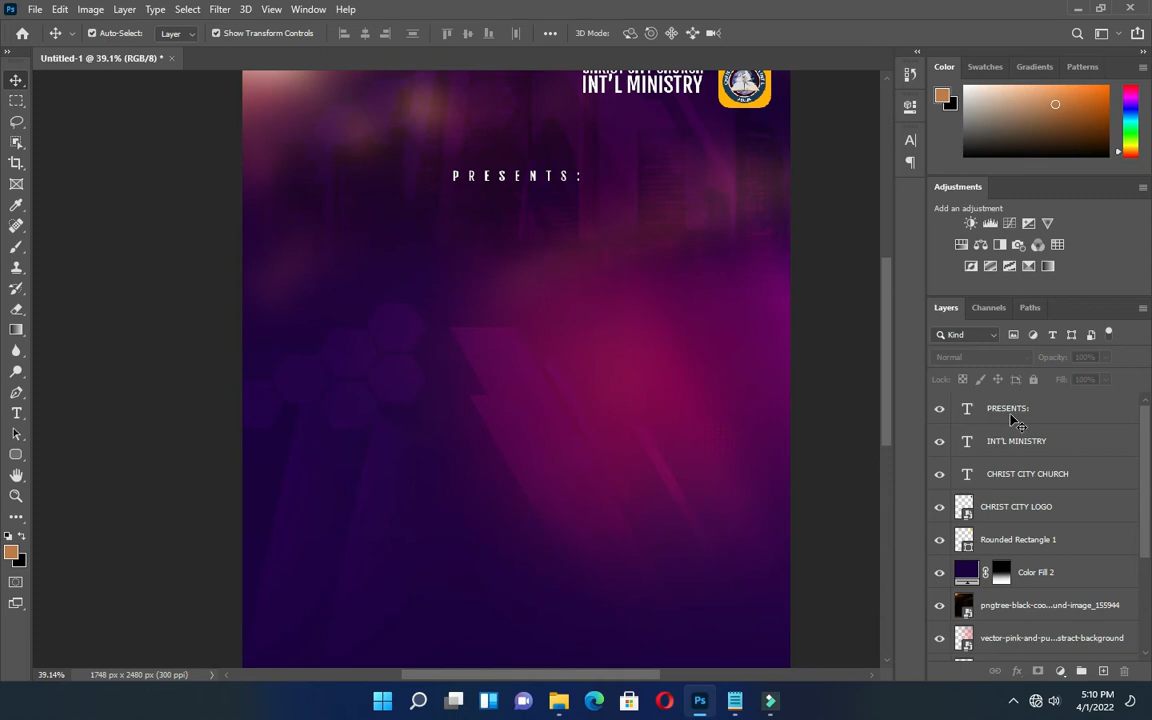 File Edit Image Layer Type Select Filter 3D View Window Help
Auto-Select: Layer Show Transform Controls 3D Mode:
Untitled-1 @ 39.1% (RGB/8) *
INT'L MINISTRY
PRESENTS:
Color Swatches Gradients Patterns
Adjustments
Add an adjustment
Layers Channels Paths
Kind
Normal Opacity: 100%
Lock: Fill: 100%
PRESENTS:
INT'L MINISTRY
CHRIST CITY CHURCH
CHRIST CITY LOGO
Rounded Rectangle 1
Color Fill 2
pngtree-black-coo...und-image_155944
vector-pink-and-pu...stract-background
39.14% 1748 px x 2480 px (300 ppi)
5:10 PM
4/1/2022